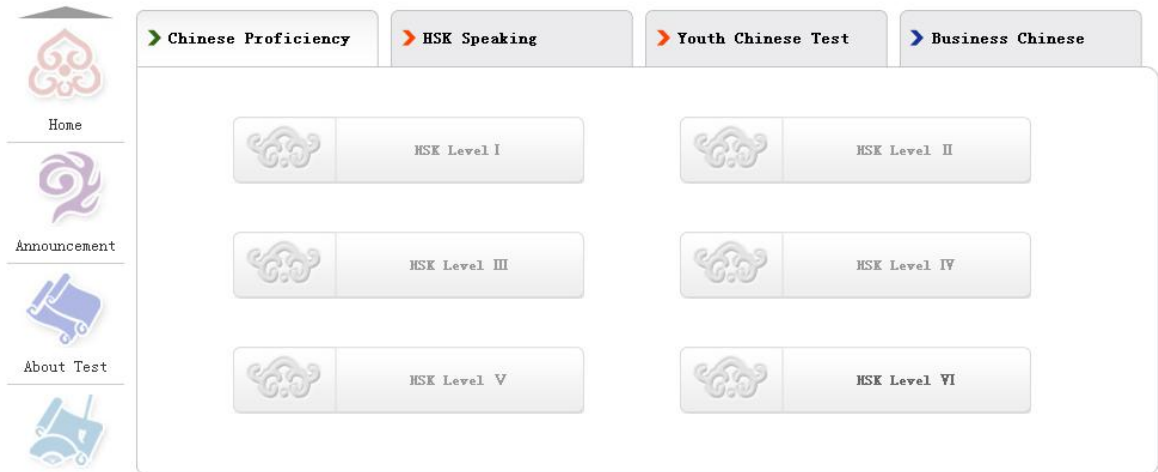 Chinese Proficiency
HSK Speaking
Youth Chinese Test
Business Chinese
Home
Announcement
About Test
HSK Level Ⅰ
HSK Level Ⅱ
HSK Level Ⅲ
HSK Level Ⅳ
HSK Level Ⅴ
HSK Level Ⅵ